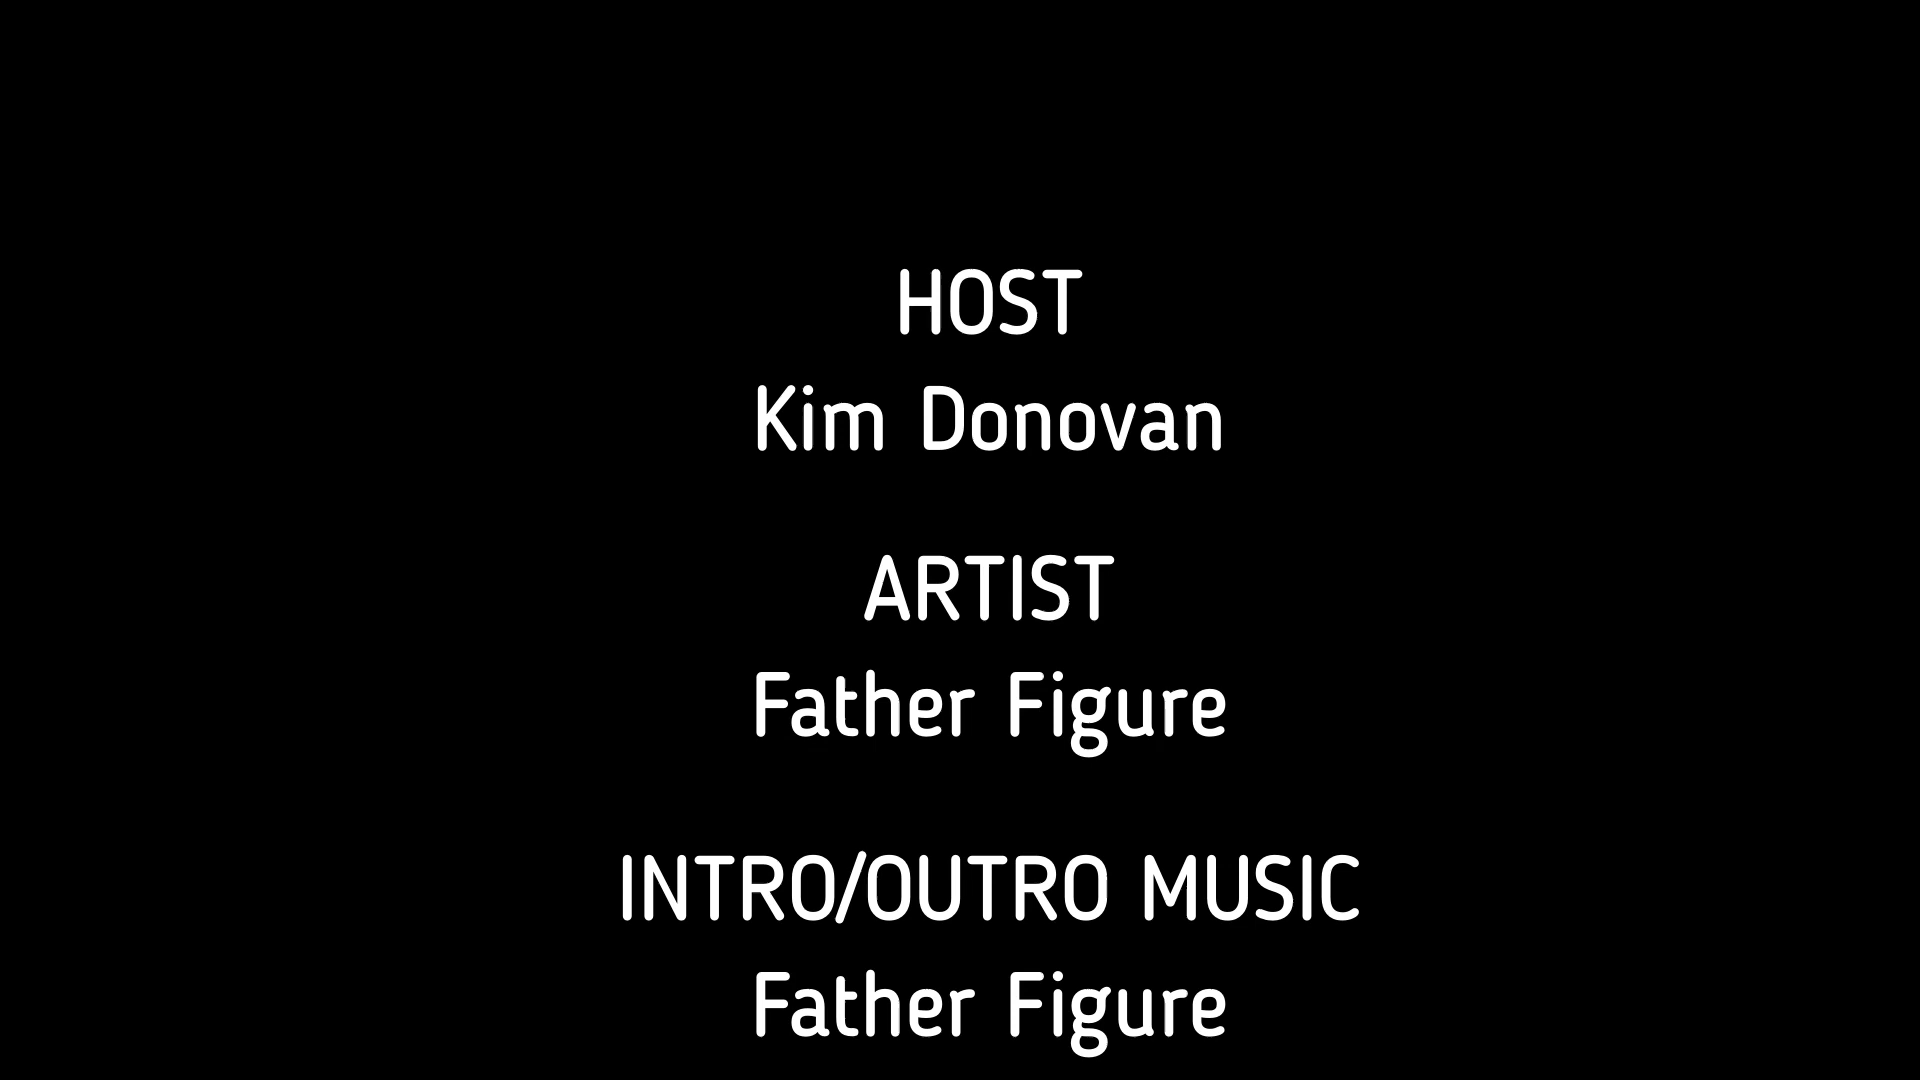 HOST
Kim Donovan
ARTIST
Father Figure
INTRO/OUTRO MUSIC
Father Figure